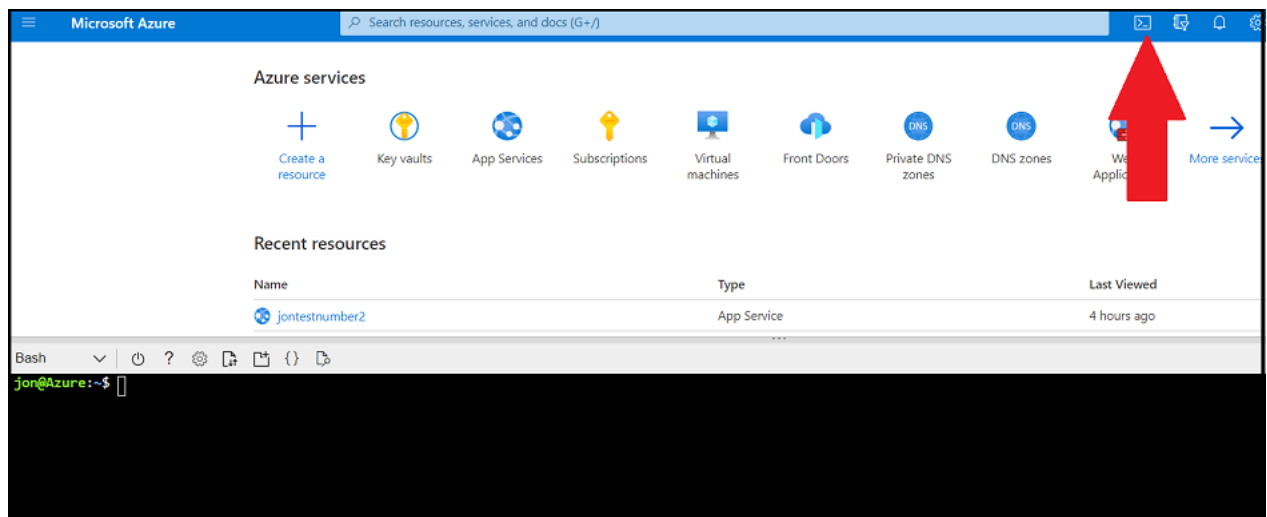 Microsoft Azure
Search resources, services, and docs (G+/)
Azure services
Create a resource
Key vaults
App Services
Subscriptions
Virtual machines
Front Doors
DNS
Private DNS zones
DNS
DNS zones
More services
Recent resources
Name Type Last Viewed
jontestnumber2 App Service 4 hours ago
Bash
jon@Azure:~$